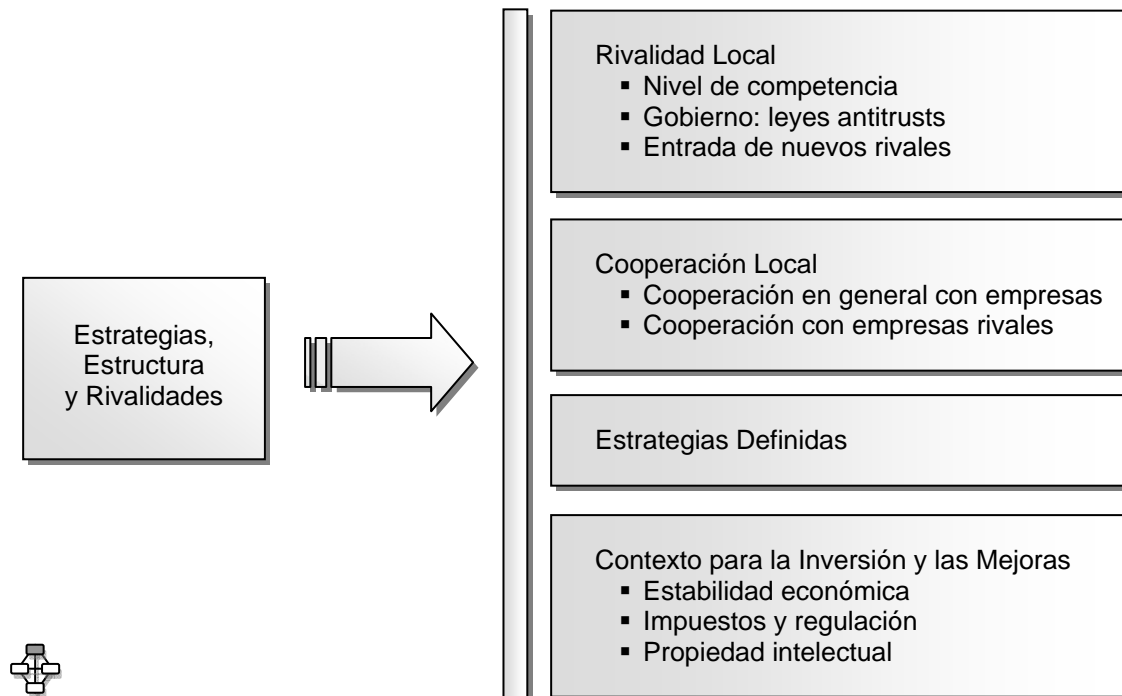 Estrategias,
Estructura
y Rivalidades
Rivalidad Local
▪ Nivel de competencia
▪ Gobierno: leyes antitrusts
▪ Entrada de nuevos rivales
Cooperación Local
▪ Cooperación en general con empresas
▪ Cooperación con empresas rivales
Estrategias Definidas
Contexto para la Inversión y las Mejoras
▪ Estabilidad económica
▪ Impuestos y regulación
▪ Propiedad intelectual